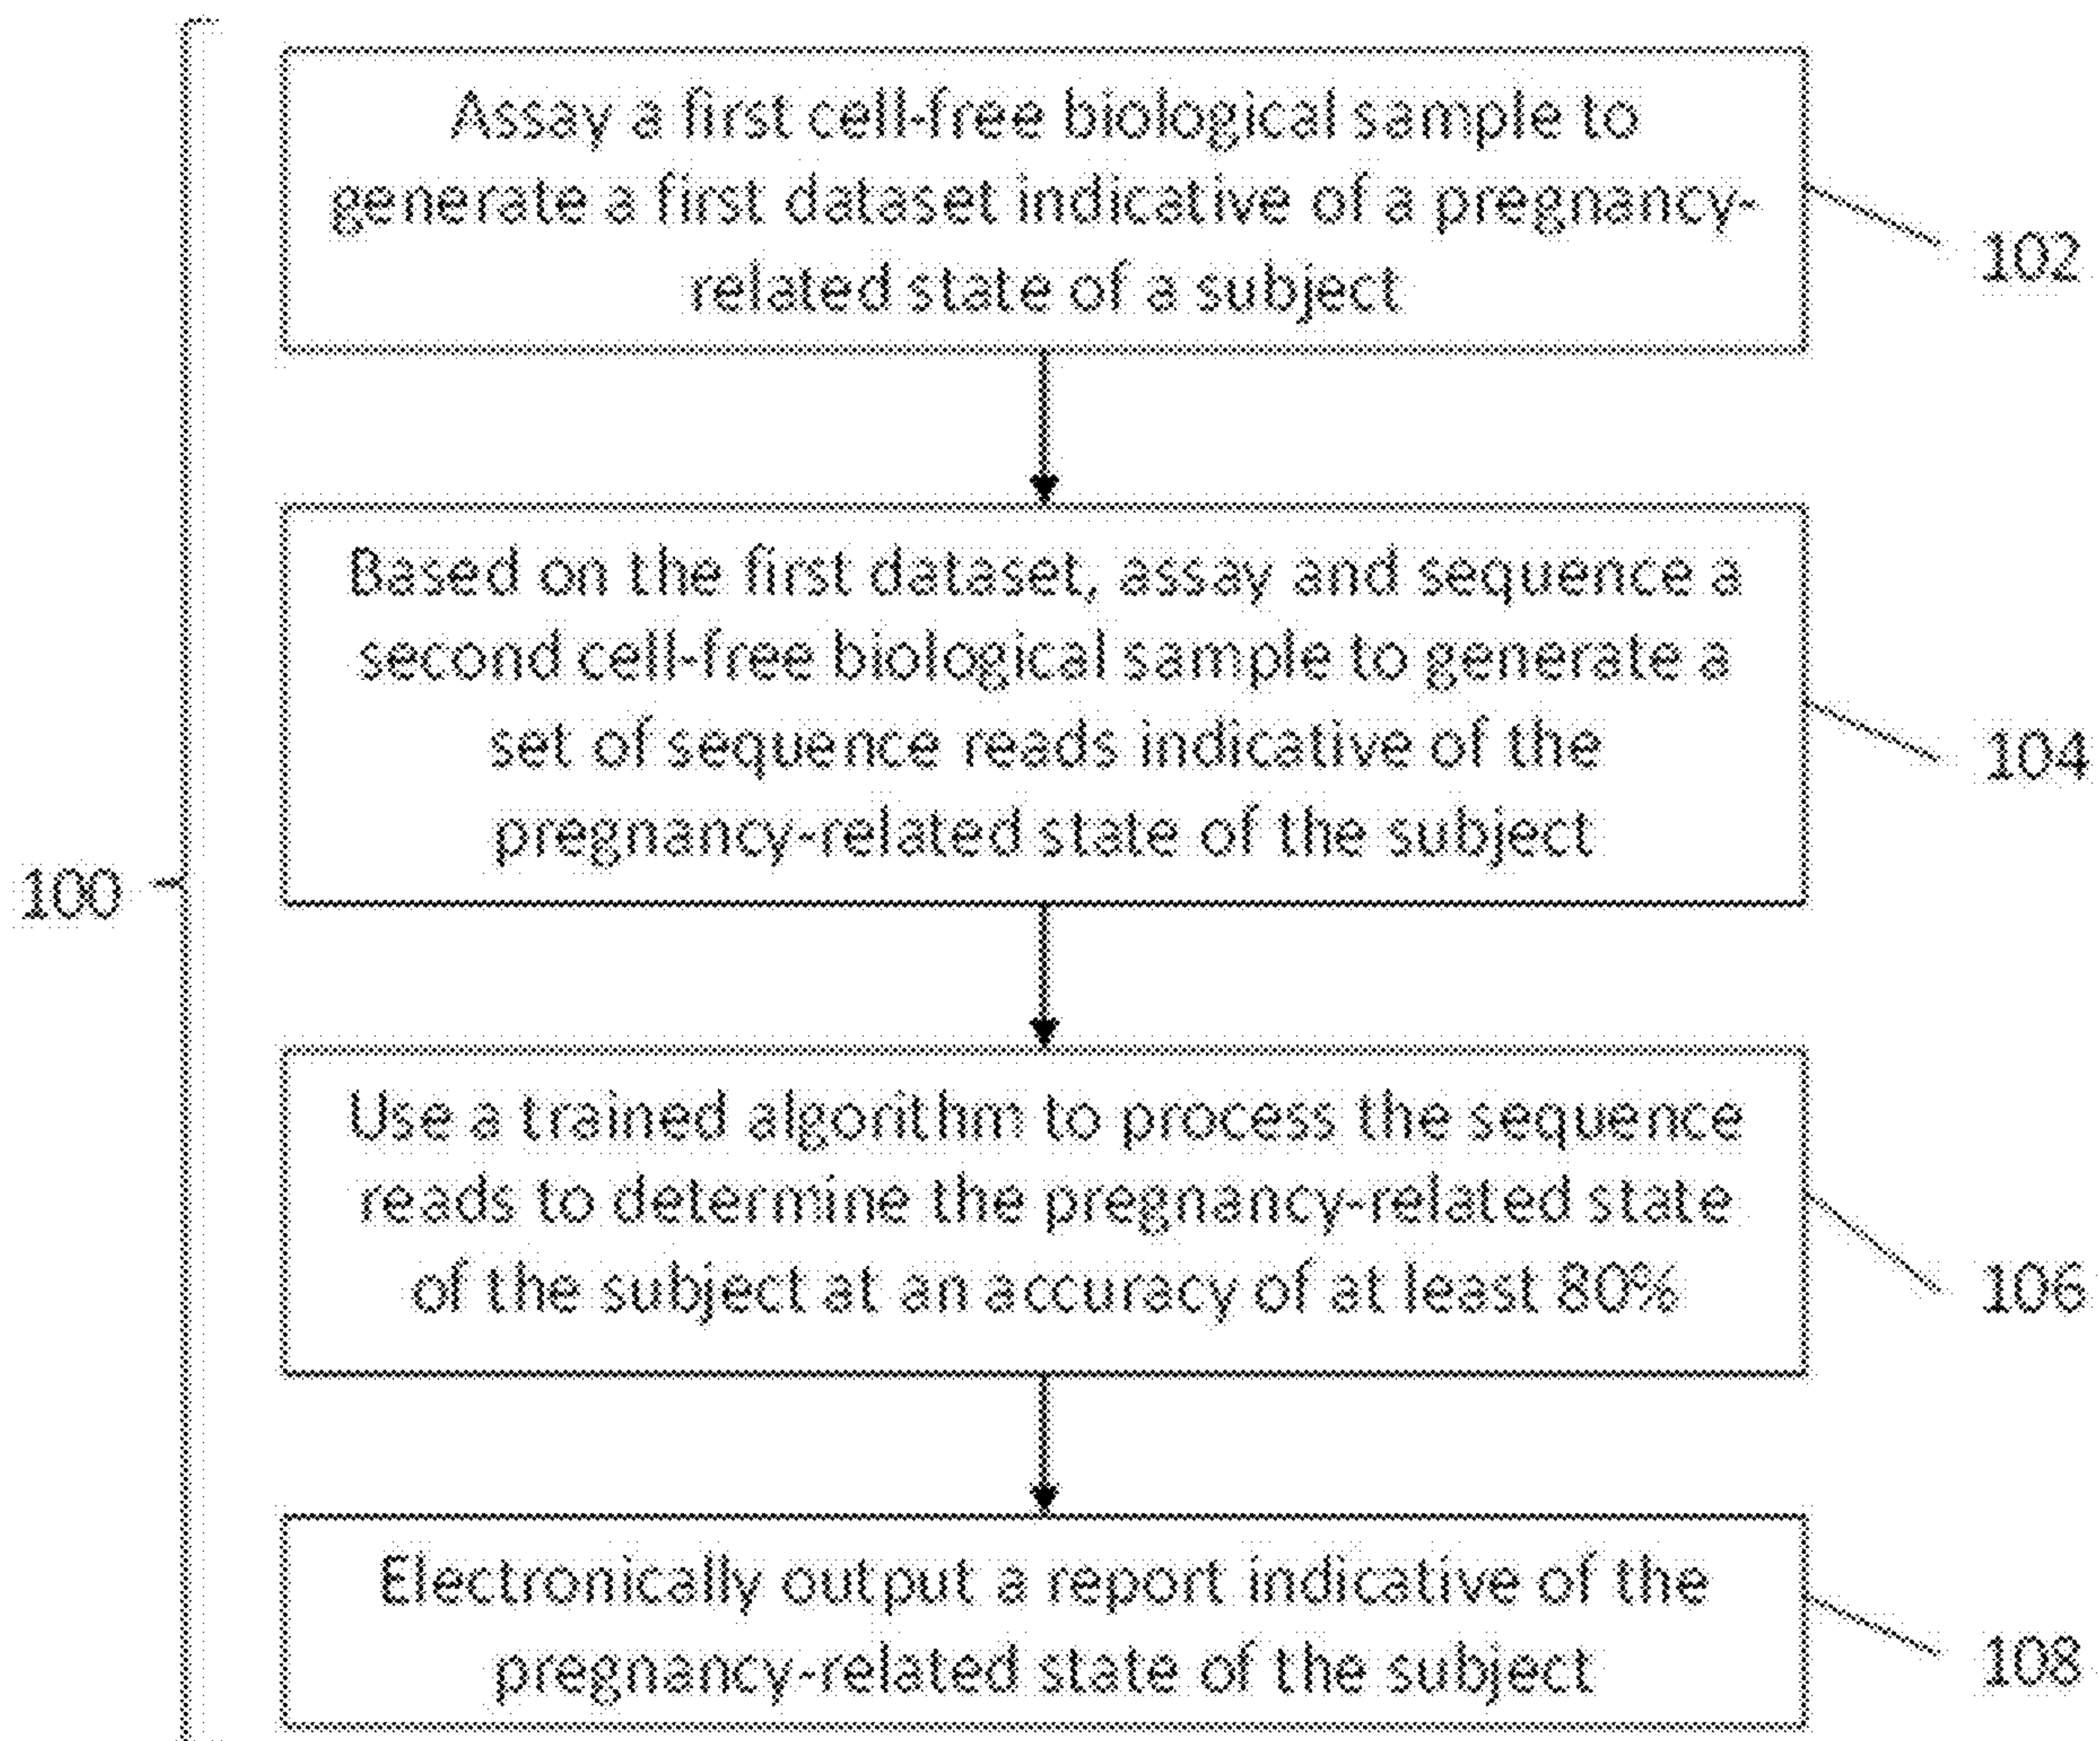 Assay a first cell-free biological sample to
generate a first dataset indicative of a pregnancy-
related state of a subject
102
Based on the first dataset, assay and sequence a
second cell-free biological sample to generate a
set of sequence reads indicative of the
pregnancy-related state of the subject
104
100
Use a trained algorithm to process the sequence
reads to determine the pregnancy-related state
of the subject at an accuracy of at least 80%
106
Electronically output a report indicative of the
pregnancy-related state of the subject
108